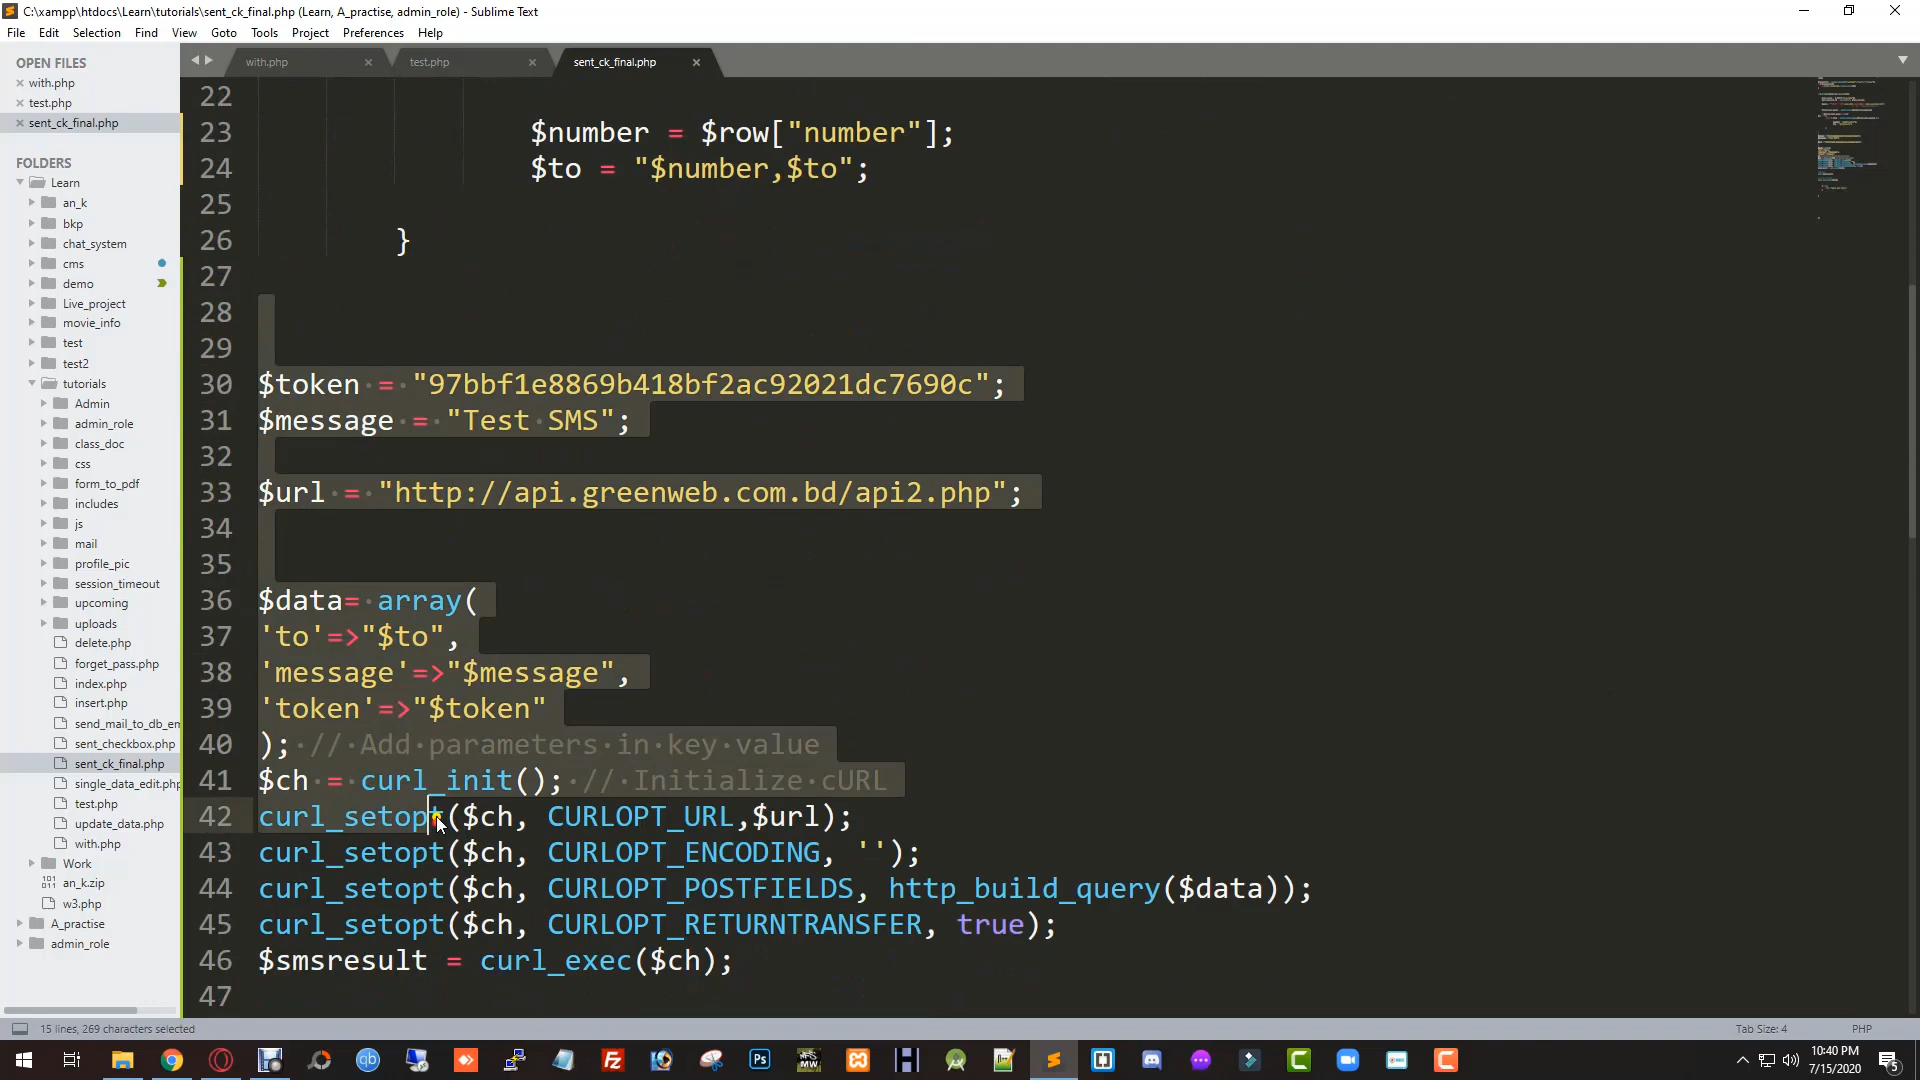 C:\xampp\htdocs\Learn\tutorials\sent_ck_final.php (Learn, A_practise, admin_role) - Sublime Text
File Edit Selection Find View Goto Tools Project Preferences Help
OPEN FILES
with.php
test.php
sent_ck_final.php
FOLDERS
Learn
an_k
bkp
chat_system
cms
demo
Live_project
movie_info
test
test2
tutorials
Admin
admin_role
class_doc
css
form_to_pdf
includes
js
mail
profile_pic
session_timeout
upcoming
uploads
delete.php
forget_pass.php
index.php
insert.php
send_mail_to_db_em
sent_checkbox.php
sent_ck_final.php
single_data_edit.php
test.php
update_data.php
with.php
Work
an_k.zip
w3.php
A_practise
admin_role
with.php test.php sent_ck_final.php
22
23 $number = $row["number"];
24 $to = "$number,$to";
25
26 }
27
28
29
30 $token = "97bbf1e8869b418bf2ac92021dc7690c";
31 $message = "Test SMS";
32
33 $url = "http://api.greenweb.com.bd/api2.php";
34
35
36 $data= array(
37 'to'=>"$to",
38 'message'=>"$message",
39 'token'=>"$token"
40 ); // Add parameters in key value
41 $ch = curl_init(); // Initialize cURL
42 curl_setopt($ch, CURLOPT_URL,$url);
43 curl_setopt($ch, CURLOPT_ENCODING, '');
44 curl_setopt($ch, CURLOPT_POSTFIELDS, http_build_query($data));
45 curl_setopt($ch, CURLOPT_RETURNTRANSFER, true);
46 $smsresult = curl_exec($ch);
47
15 lines, 269 characters selected
Tab Size: 4 PHP
10:40 PM
7/15/2020